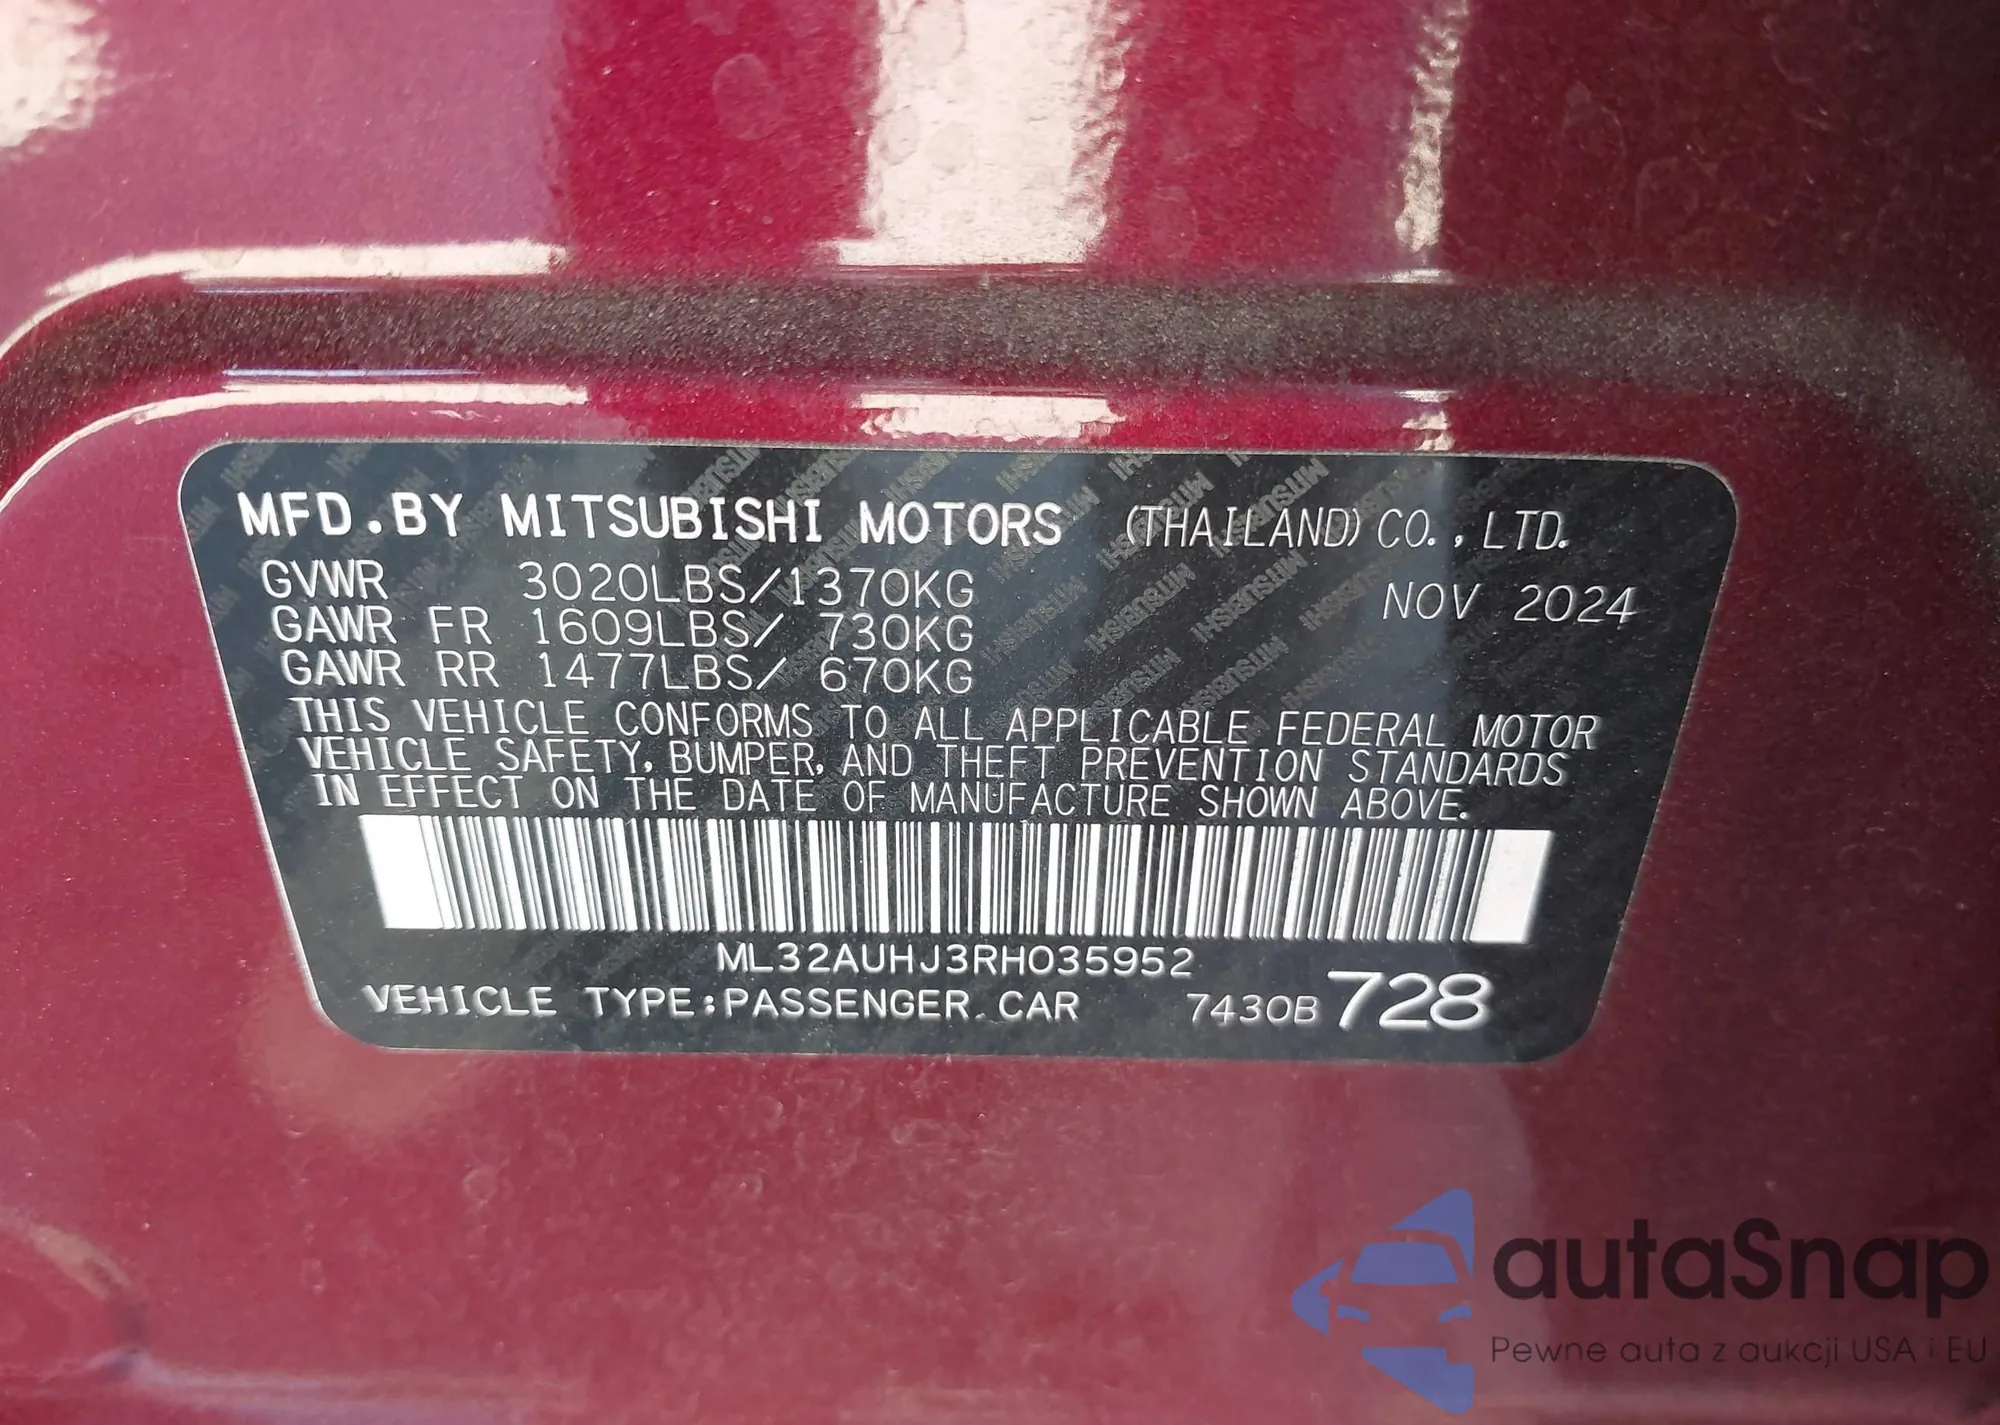 MFD.BY MITSUBISHI MOTORS (THAILAND) CO., LTD.
GVWR 3020LBS/1370KG NOV 2024
GAWR FR 1609LBS/ 730KG
GAWR RR 1477LBS/ 670KG
THIS VEHICLE CONFORMS TO ALL APPLICABLE FEDERAL MOTOR
VEHICLE SAFETY, BUMPER, AND THEFT PREVENTION STANDARDS
IN EFFECT ON THE DATE OF MANUFACTURE SHOWN ABOVE.
ML32AUHJ3RH035952
VEHICLE TYPE:PASSENGER CAR 7430B 728
autaSnap
Pewne auta z aukcji USA i EU